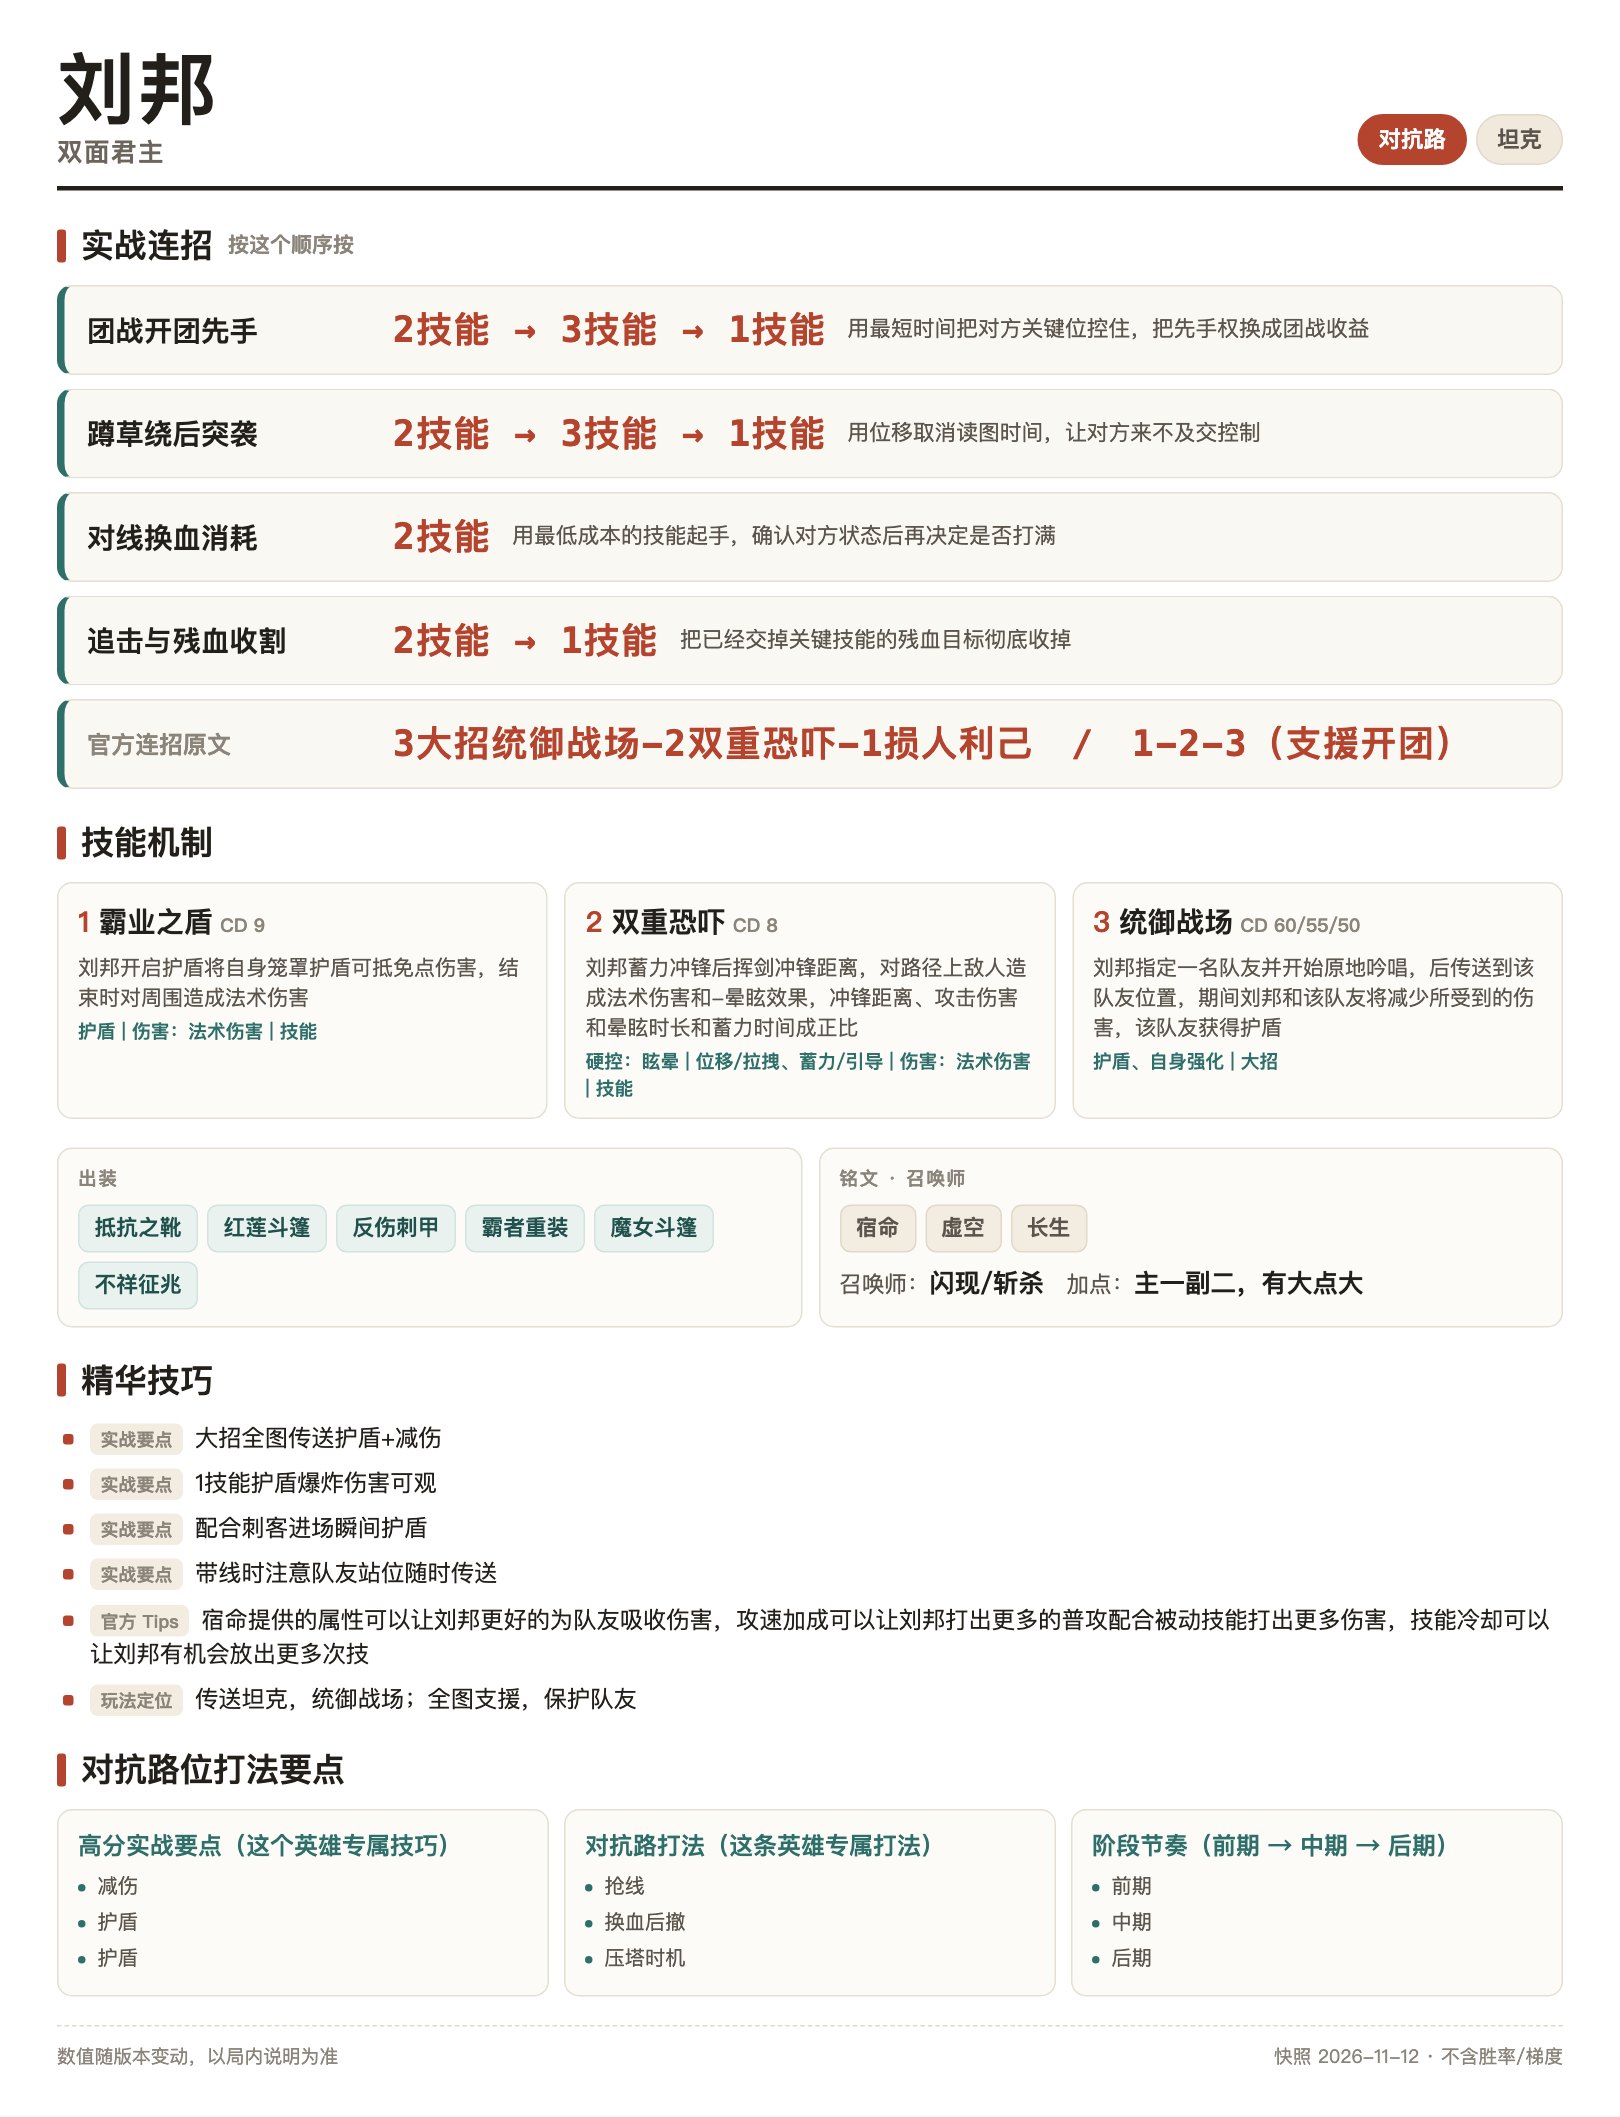 刘邦
双面君主
对抗路 坦克
实战连招 按这个顺序按
团战开团先手 2技能 → 3技能 → 1技能 用最短时间把对方关键位控住，把先手权换成团战收益
蹲草绕后突袭 2技能 → 3技能 → 1技能 用位移取消读图时间，让对方来不及交控制
对线换血消耗 2技能 用最低成本的技能起手，确认对方状态后再决定是否打满
追击与残血收割 2技能 → 1技能 把已经交掉关键技能的残血目标彻底收掉
官方连招原文 3大招统御战场-2双重恐吓-1损人利己 / 1-2-3（支援开团）
技能机制
1 霸业之盾 CD 9
刘邦开启护盾将自身笼罩护盾可抵免点伤害，结
束时对周围造成法术伤害
护盾 | 伤害：法术伤害 | 技能
2 双重恐吓 CD 8
刘邦蓄力冲锋后挥剑冲锋距离，对路径上敌人造
成法术伤害和-晕眩效果，冲锋距离、攻击伤害
和晕眩时长和蓄力时间成正比
硬控：眩晕 | 位移/拉拽、蓄力/引导 | 伤害：法术伤害
| 技能
3 统御战场 CD 60/55/50
刘邦指定一名队友并开始原地吟唱，后传送到该
队友位置，期间刘邦和该队友将减少所受到的伤
害，该队友获得护盾
护盾、自身强化 | 大招
出装
抵抗之靴 红莲斗篷 反伤刺甲 霸者重装 魔女斗篷
不祥征兆
铭文 · 召唤师
宿命 虚空 长生
召唤师：闪现/斩杀 加点：主一副二，有大点大
精华技巧
实战要点 大招全图传送护盾+减伤
实战要点 1技能护盾爆炸伤害可观
实战要点 配合刺客进场瞬间护盾
实战要点 带线时注意队友站位随时传送
官方 Tips 宿命提供的属性可以让刘邦更好的为队友吸收伤害，攻速加成可以让刘邦打出更多的普攻配合被动技能打出更多伤害，技能冷却可以
让刘邦有机会放出更多次技
玩法定位 传送坦克，统御战场；全图支援，保护队友
对抗路位打法要点
高分实战要点（这个英雄专属技巧）
减伤
护盾
护盾
对抗路打法（这条英雄专属打法）
抢线
换血后撤
压塔时机
阶段节奏（前期 → 中期 → 后期）
前期
中期
后期
数值随版本变动，以局内说明为准
快照 2026-11-12 · 不含胜率/梯度